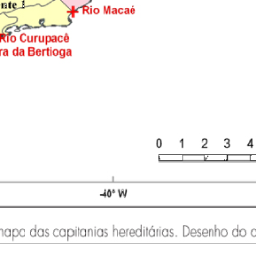 nte !
Rio Macaé
Rio Curupacê
ra da Bertioga
0 1 2 3 4
-40° W
mapa das capitanias hereditárias. Desenho do